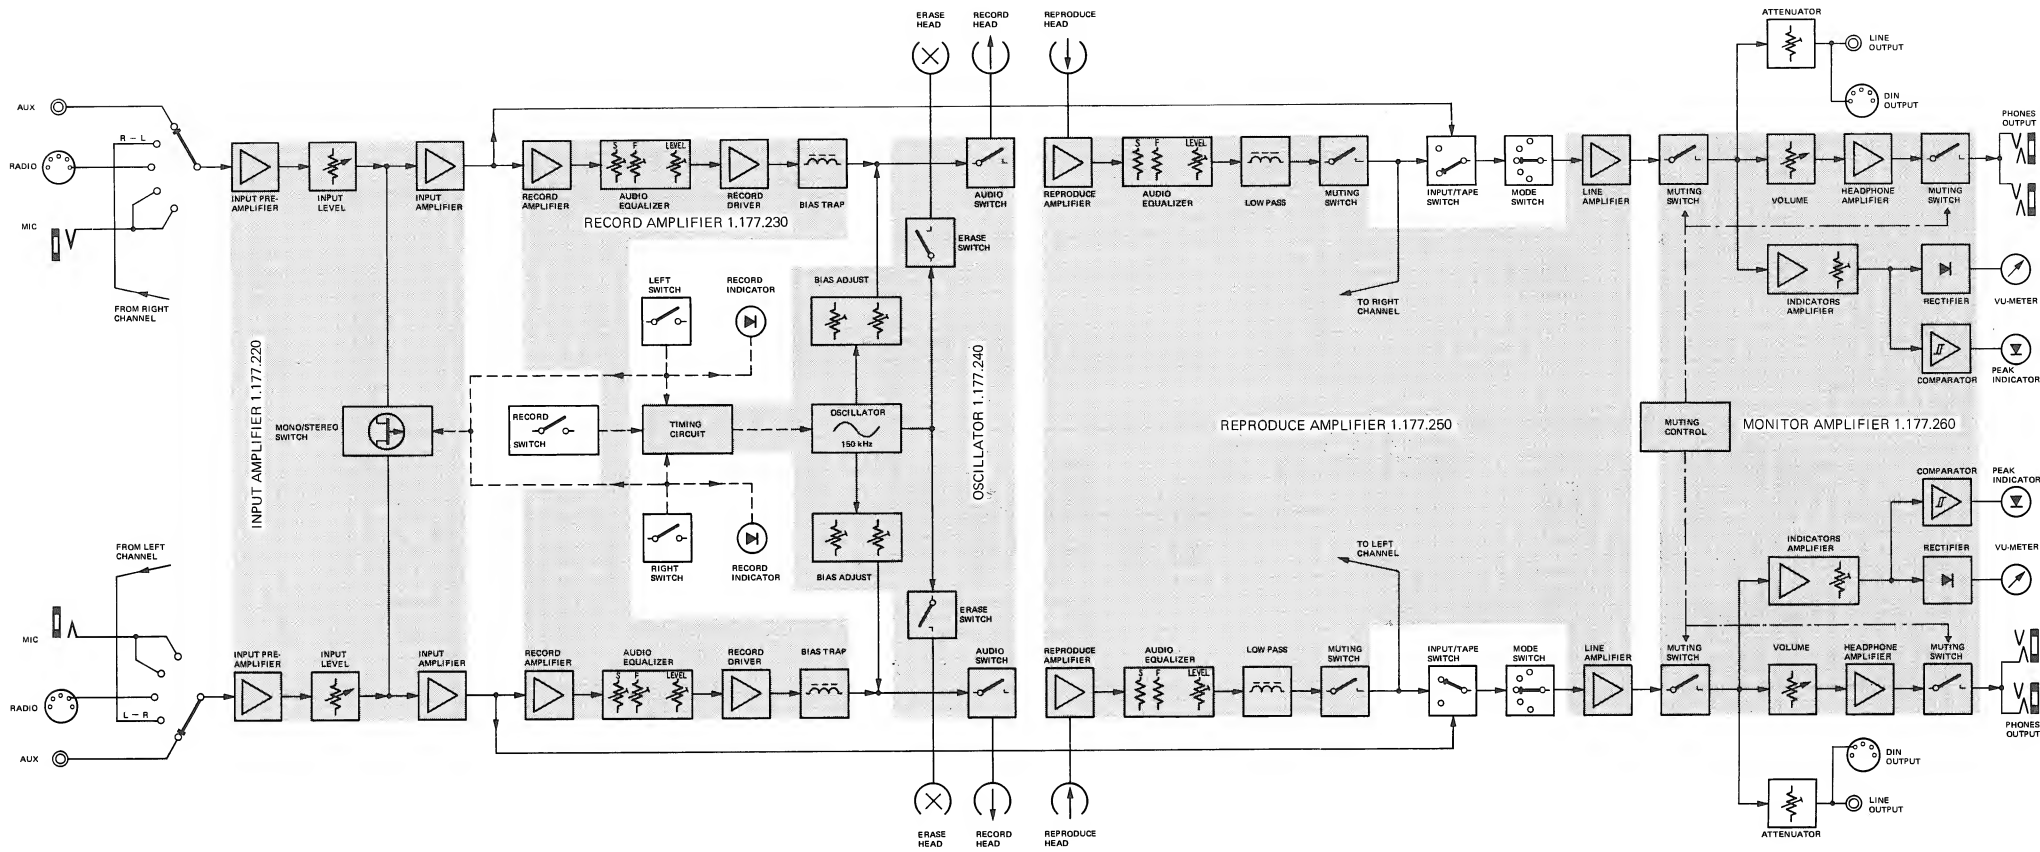 ERASE
HEAD
RECORD
HEAD
REPRODUCE
HEAD
ATTENUATOR
LINE
OUTPUT
DIN
OUTPUT
PHONES
OUTPUT
AUX
R – L
RADIO
MIC
FROM RIGHT
CHANNEL
INPUT PRE-
AMPLIFIER
INPUT
LEVEL
INPUT
AMPLIFIER
RECORD
AMPLIFIER
S F LEVEL
AUDIO
EQUALIZER
RECORD
DRIVER
BIAS TRAP
AUDIO
SWITCH
RECORD AMPLIFIER 1.177.230
ERASE
SWITCH
REPRODUCE
AMPLIFIER
S F LEVEL
AUDIO
EQUALIZER
LOW PASS
MUTING
SWITCH
INPUT/TAPE
SWITCH
MODE
SWITCH
LINE
AMPLIFIER
MUTING
SWITCH
VOLUME
HEADPHONE
AMPLIFIER
MUTING
SWITCH
LEFT
SWITCH
RECORD
INDICATOR
BIAS ADJUST
TO RIGHT
CHANNEL
INDICATORS
AMPLIFIER
RECTIFIER
VU-METER
COMPARATOR
PEAK
INDICATOR
INPUT AMPLIFIER 1.177.220
MONO/STEREO
SWITCH
RECORD
SWITCH
TIMING
CIRCUIT
OSCILLATOR
150 kHz
OSCILLATOR 1.177.240
REPRODUCE AMPLIFIER 1.177.250
MUTING
CONTROL
MONITOR AMPLIFIER 1.177.260
RIGHT
SWITCH
RECORD
INDICATOR
BIAS ADJUST
ERASE
SWITCH
TO LEFT
CHANNEL
COMPARATOR
PEAK
INDICATOR
INDICATORS
AMPLIFIER
RECTIFIER
VU-METER
FROM LEFT
CHANNEL
MIC
RADIO
L – R
AUX
INPUT PRE-
AMPLIFIER
INPUT
LEVEL
INPUT
AMPLIFIER
RECORD
AMPLIFIER
AUDIO
EQUALIZER
S F LEVEL
RECORD
DRIVER
BIAS TRAP
AUDIO
SWITCH
REPRODUCE
AMPLIFIER
AUDIO
EQUALIZER
S F LEVEL
LOW PASS
MUTING
SWITCH
INPUT/TAPE
SWITCH
MODE
SWITCH
LINE
AMPLIFIER
MUTING
SWITCH
VOLUME
HEADPHONE
AMPLIFIER
MUTING
SWITCH
PHONES
OUTPUT
DIN
OUTPUT
LINE
OUTPUT
ATTENUATOR
ERASE
HEAD
RECORD
HEAD
REPRODUCE
HEAD